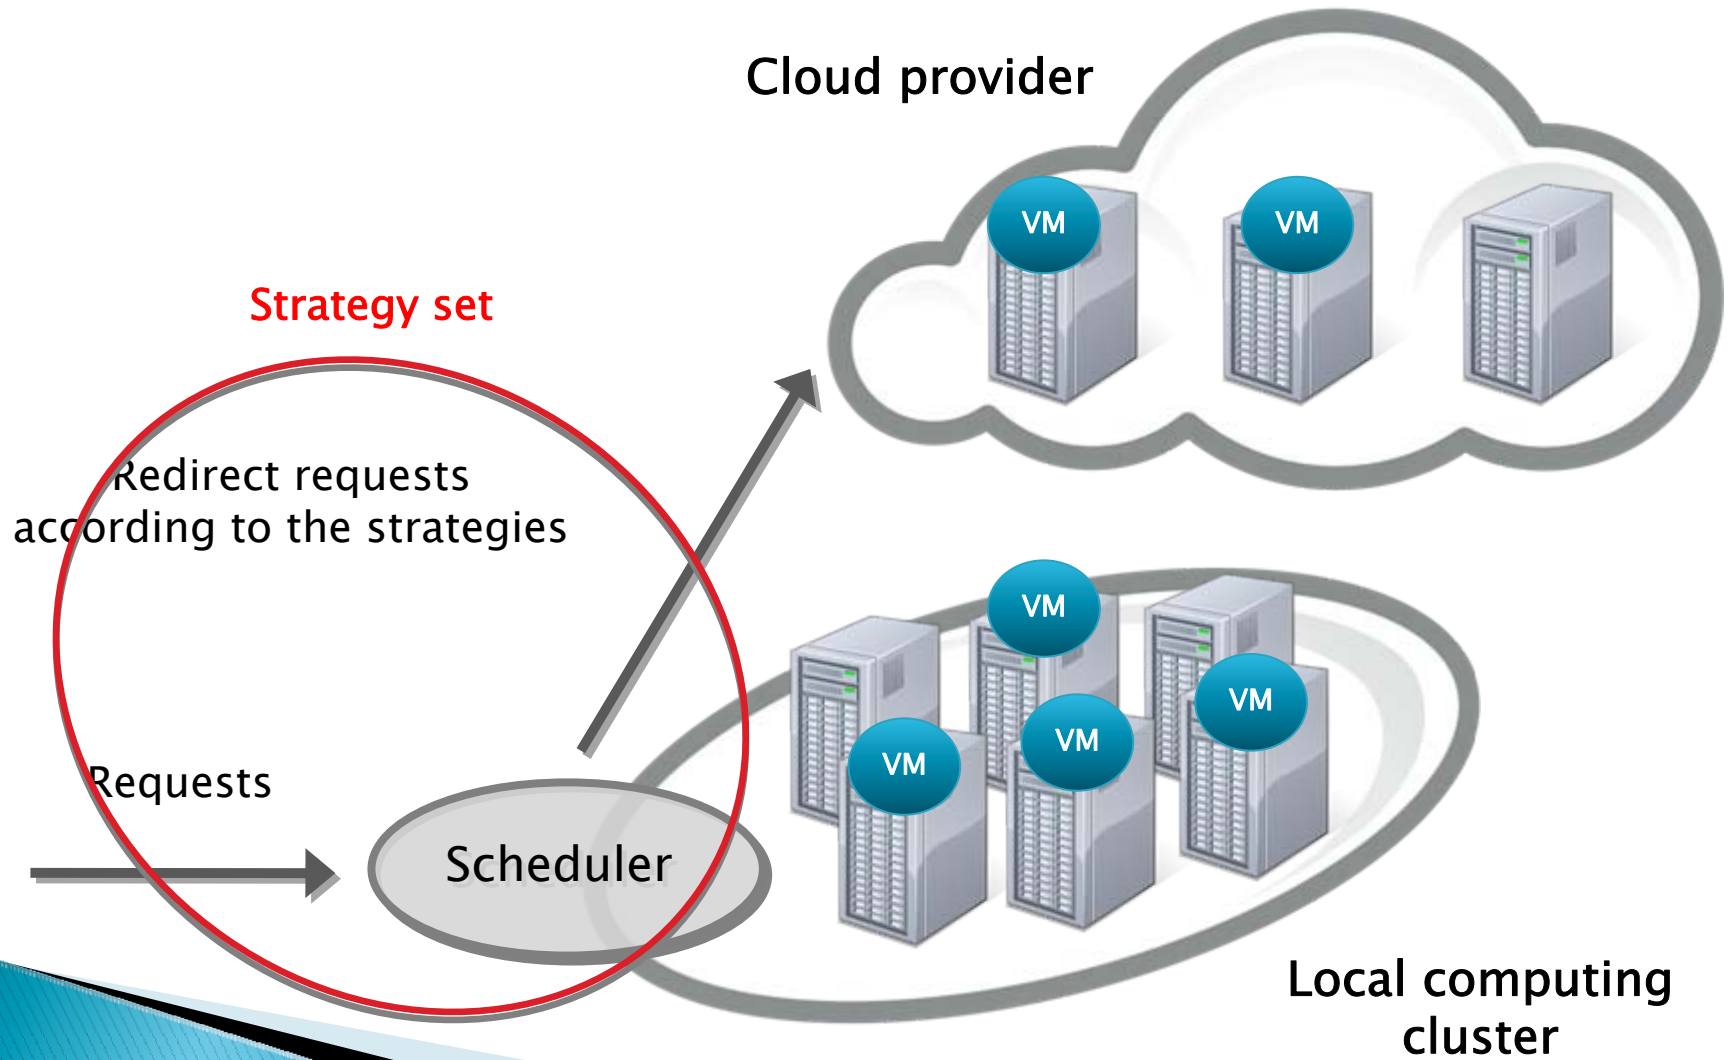 Cloud provider
VM
VM
Strategy set
Redirect requests
according to the strategies
VM
VM
VM
VM
Requests
Scheduler
Local computing
cluster